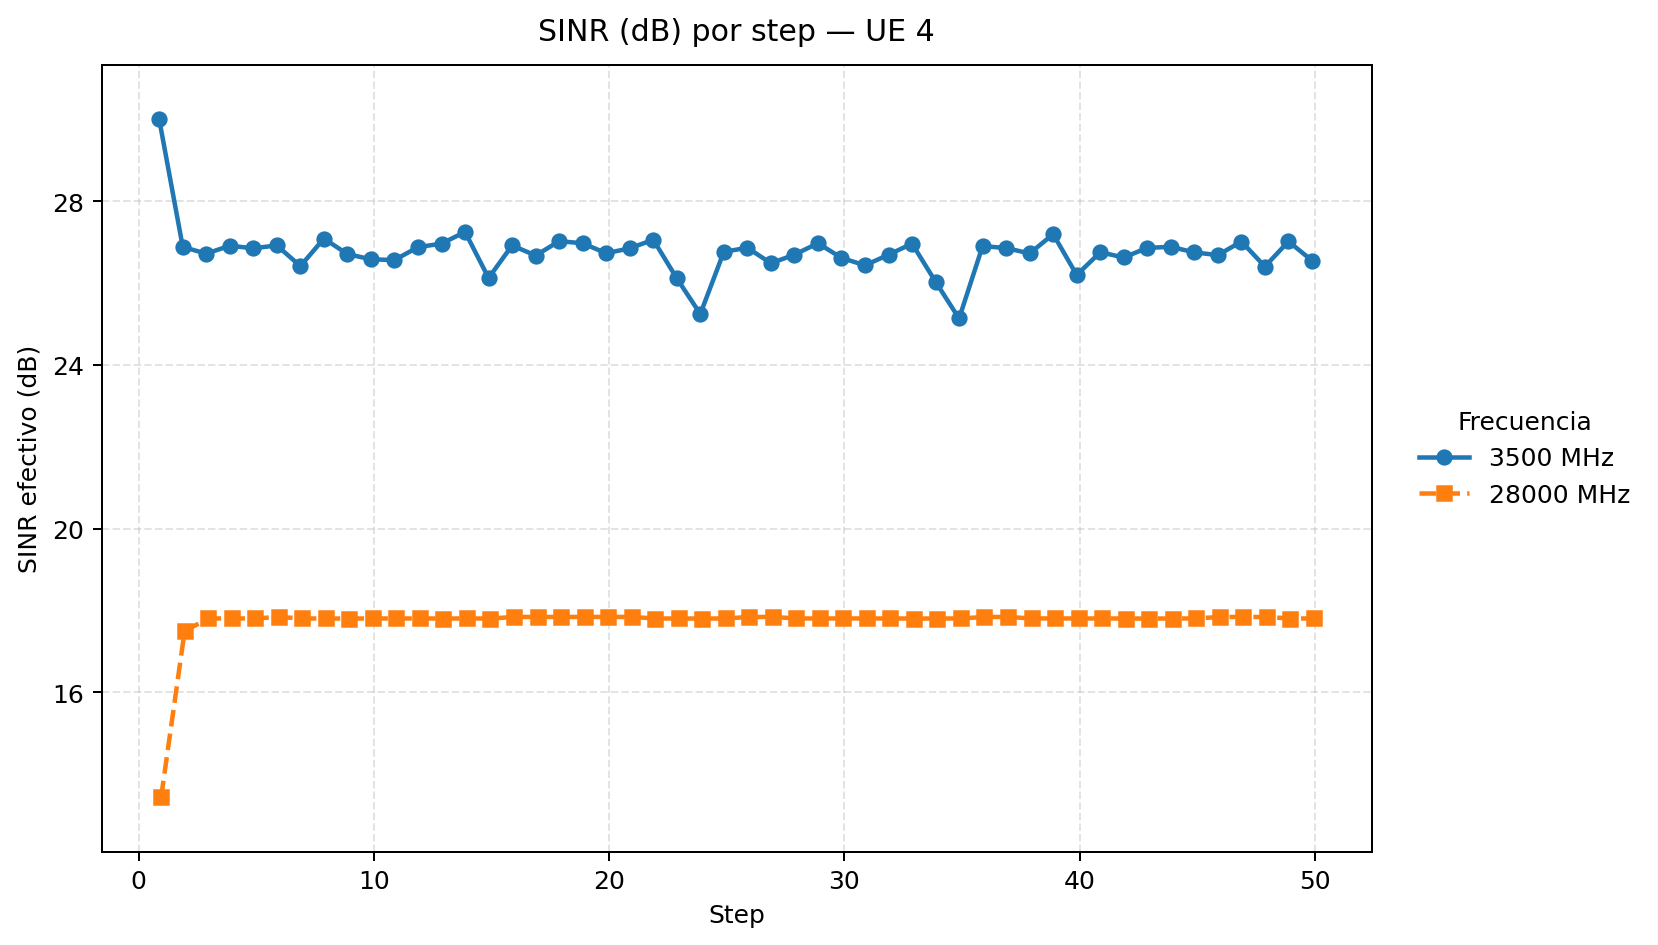 SINR (dB) por step — UE 4
SINR efectivo (dB)
28
24
20
16
0 10 20 30 40 50
Step
Frecuencia
3500 MHz
28000 MHz